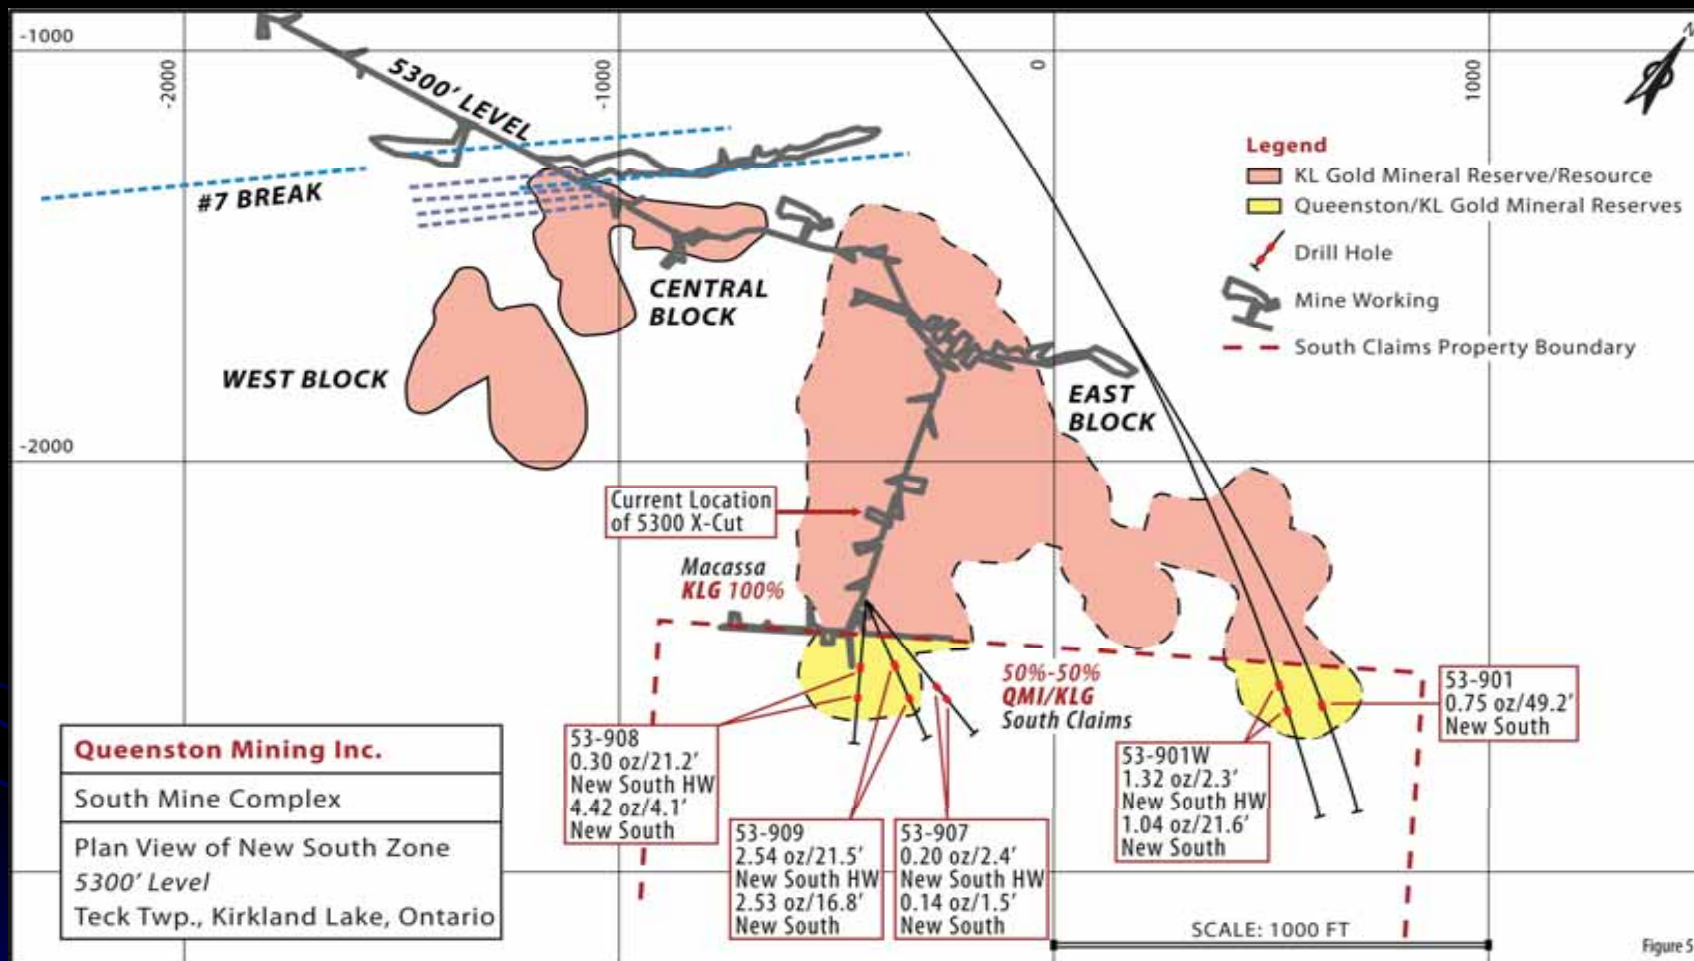 -1000
-2000
-1000
0
1000
N
5300' LEVEL
#7 BREAK
Legend
KL Gold Mineral Reserve/Resource
Queenston/KL Gold Mineral Reserves
Drill Hole
Mine Working
South Claims Property Boundary
CENTRAL
BLOCK
WEST BLOCK
EAST
BLOCK
-2000
Current Location
of 5300 X-Cut
Macassa
KLG 100%
50%-50%
QMI/KLG
South Claims
53-901
0.75 oz/49.2'
New South
53-908
0.30 oz/21.2'
New South HW
4.42 oz/4.1'
New South
53-901W
1.32 oz/2.3'
New South HW
1.04 oz/21.6'
New South
53-909
2.54 oz/21.5'
New South HW
2.53 oz/16.8'
New South
53-907
0.20 oz/2.4'
New South HW
0.14 oz/1.5'
New South
Queenston Mining Inc.
South Mine Complex
Plan View of New South Zone
5300' Level
Teck Twp., Kirkland Lake, Ontario
SCALE: 1000 FT
Figure 5